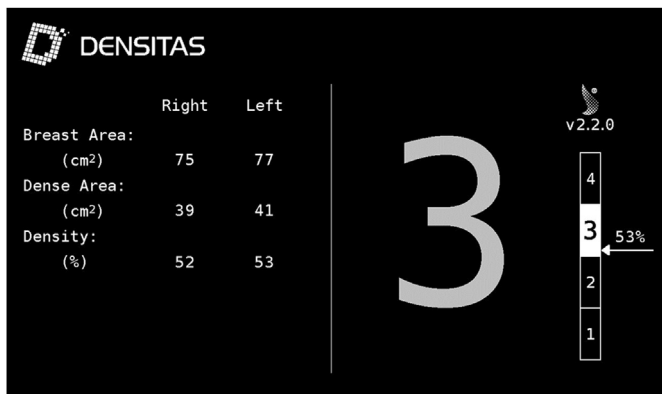 DENSITAS
Right Left
Breast Area:
(cm²) 75 77
Dense Area:
(cm²) 39 41
Density:
(%) 52 53
3
v2.2.0
4
3
53%
2
1